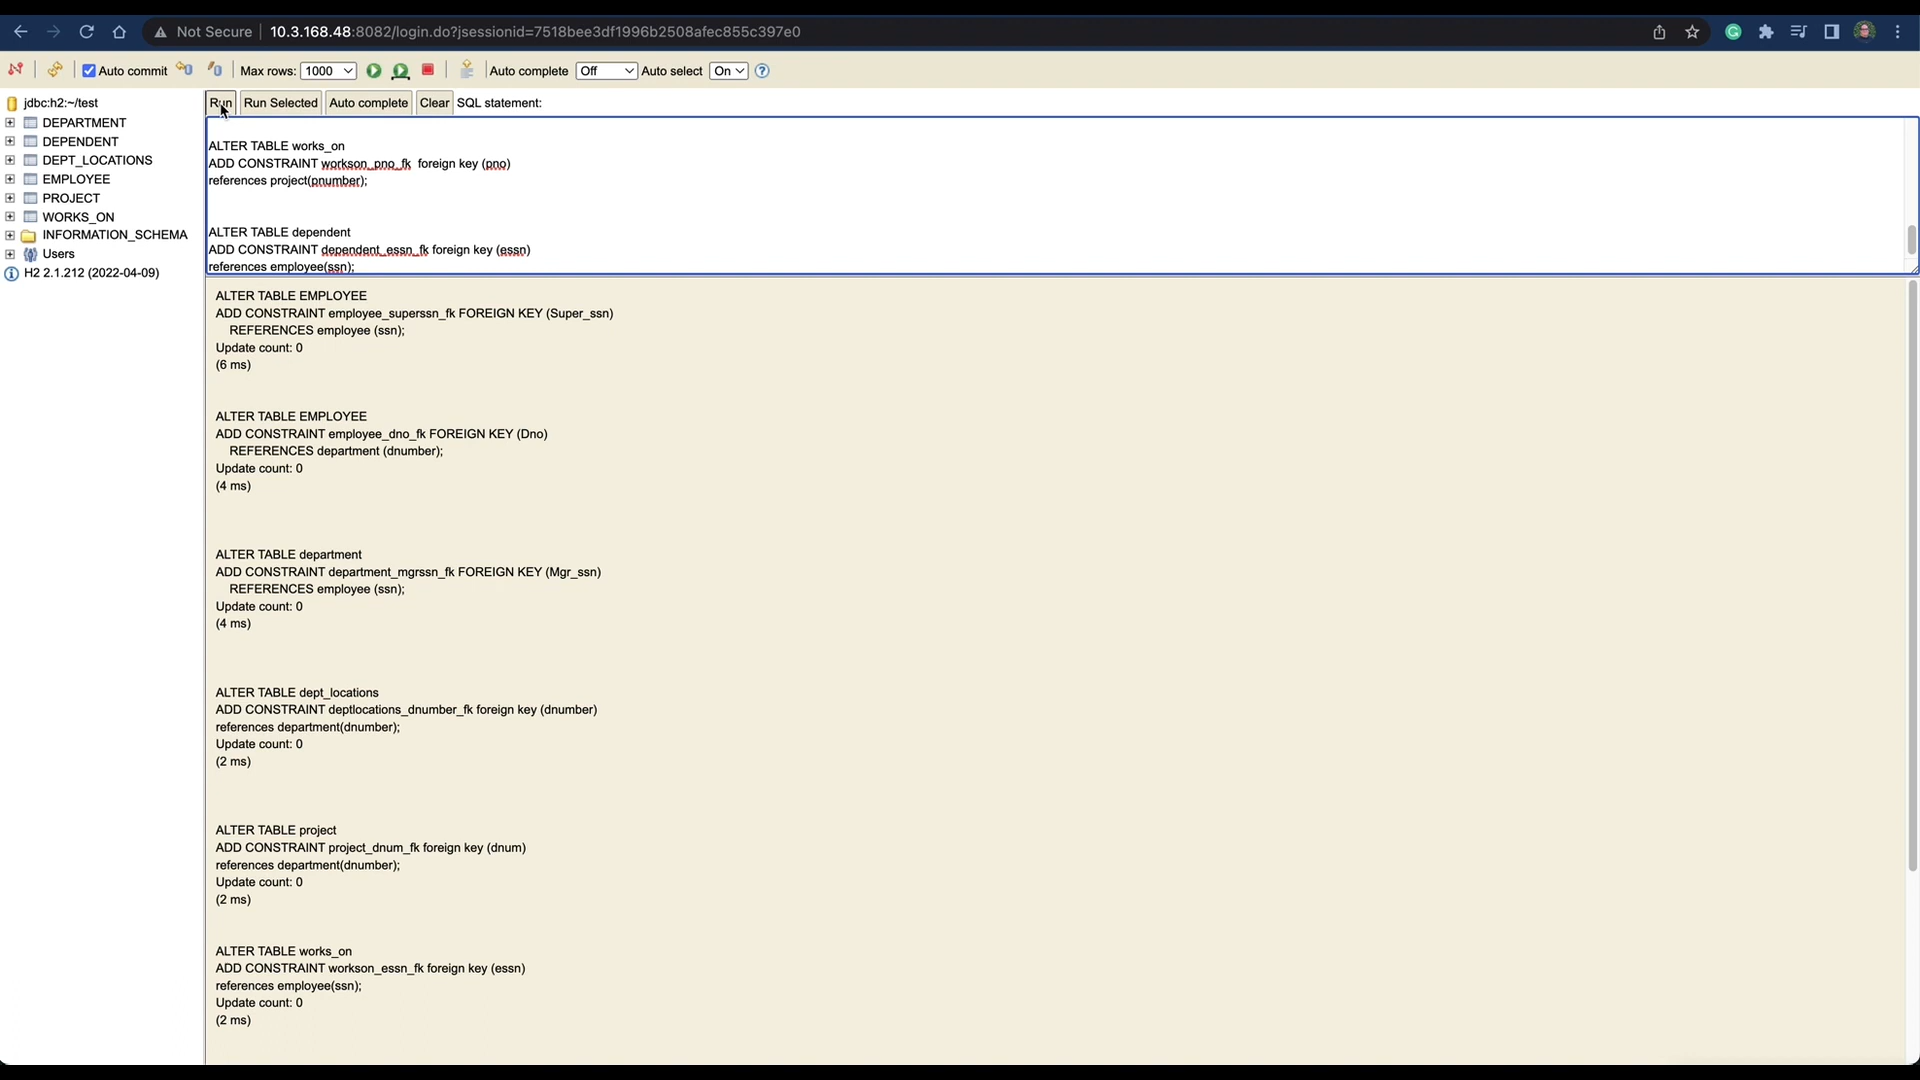 Not Secure 10.3.168.48:8082/login.do?jsessionid=7518bee3df1996b2508afec855c397e0
Auto commit Max rows: 1000 Auto complete Off Auto select On
jdbc:h2:~/test
DEPARTMENT
DEPENDENT
DEPT_LOCATIONS
EMPLOYEE
PROJECT
WORKS_ON
INFORMATION_SCHEMA
Users
H2 2.1.212 (2022-04-09)
Run Run Selected Auto complete Clear SQL statement:
ALTER TABLE works_on
ADD CONSTRAINT workson_pno_fk  foreign key (pno)
references project(pnumber);
ALTER TABLE dependent
ADD CONSTRAINT dependent_essn_fk foreign key (essn)
references employee(ssn);
ALTER TABLE EMPLOYEE
ADD CONSTRAINT employee_superssn_fk FOREIGN KEY (Super_ssn)
REFERENCES employee (ssn);
Update count: 0
(6 ms)
ALTER TABLE EMPLOYEE
ADD CONSTRAINT employee_dno_fk FOREIGN KEY (Dno)
REFERENCES department (dnumber);
Update count: 0
(4 ms)
ALTER TABLE department
ADD CONSTRAINT department_mgrssn_fk FOREIGN KEY (Mgr_ssn)
REFERENCES employee (ssn);
Update count: 0
(4 ms)
ALTER TABLE dept_locations
ADD CONSTRAINT deptlocations_dnumber_fk foreign key (dnumber)
references department(dnumber);
Update count: 0
(2 ms)
ALTER TABLE project
ADD CONSTRAINT project_dnum_fk foreign key (dnum)
references department(dnumber);
Update count: 0
(2 ms)
ALTER TABLE works_on
ADD CONSTRAINT workson_essn_fk foreign key (essn)
references employee(ssn);
Update count: 0
(2 ms)